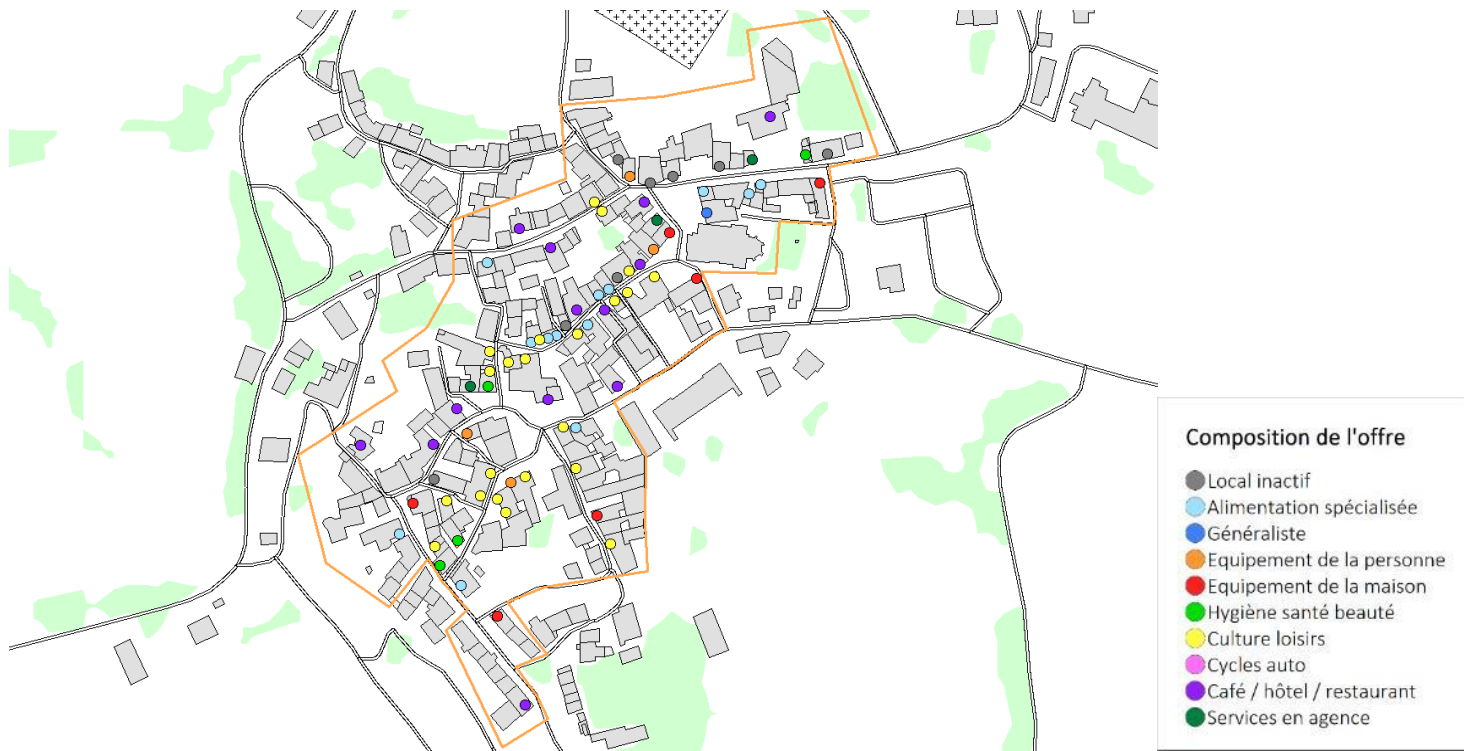 Composition de l'offre
Local inactif
Alimentation spécialisée
Généraliste
Equipement de la personne
Equipement de la maison
Hygiène santé beauté
Culture loisirs
Cycles auto
Café / hôtel / restaurant
Services en agence